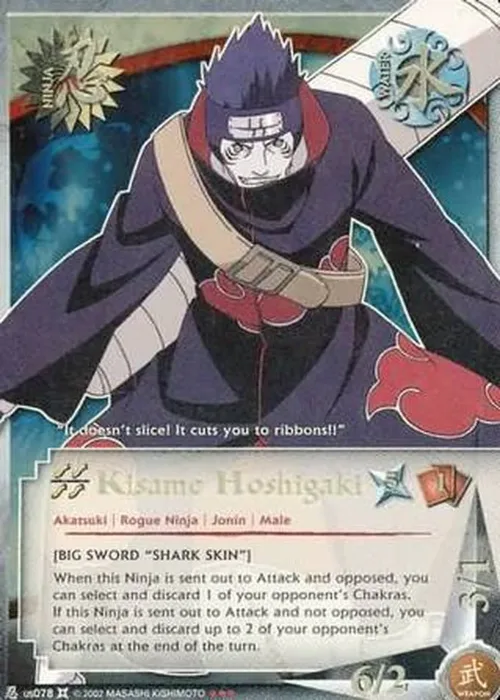 NINJA
WATER
水
"It doesn't slice! It cuts you to ribbons!!"
Kisame Hoshigaki
5
1
Akatsuki | Rogue Ninja | Jonin | Male
[BIG SWORD "SHARK SKIN"]
When this Ninja is sent out to Attack and opposed, you
can select and discard 1 of your opponent's Chakras.
If this Ninja is sent out to Attack and not opposed, you
can select and discard up to 2 of your opponent's
Chakras at the end of the turn.
3/1
6/2
武
WEAPON
US078 © 2002 MASASHI KISHIMOTO